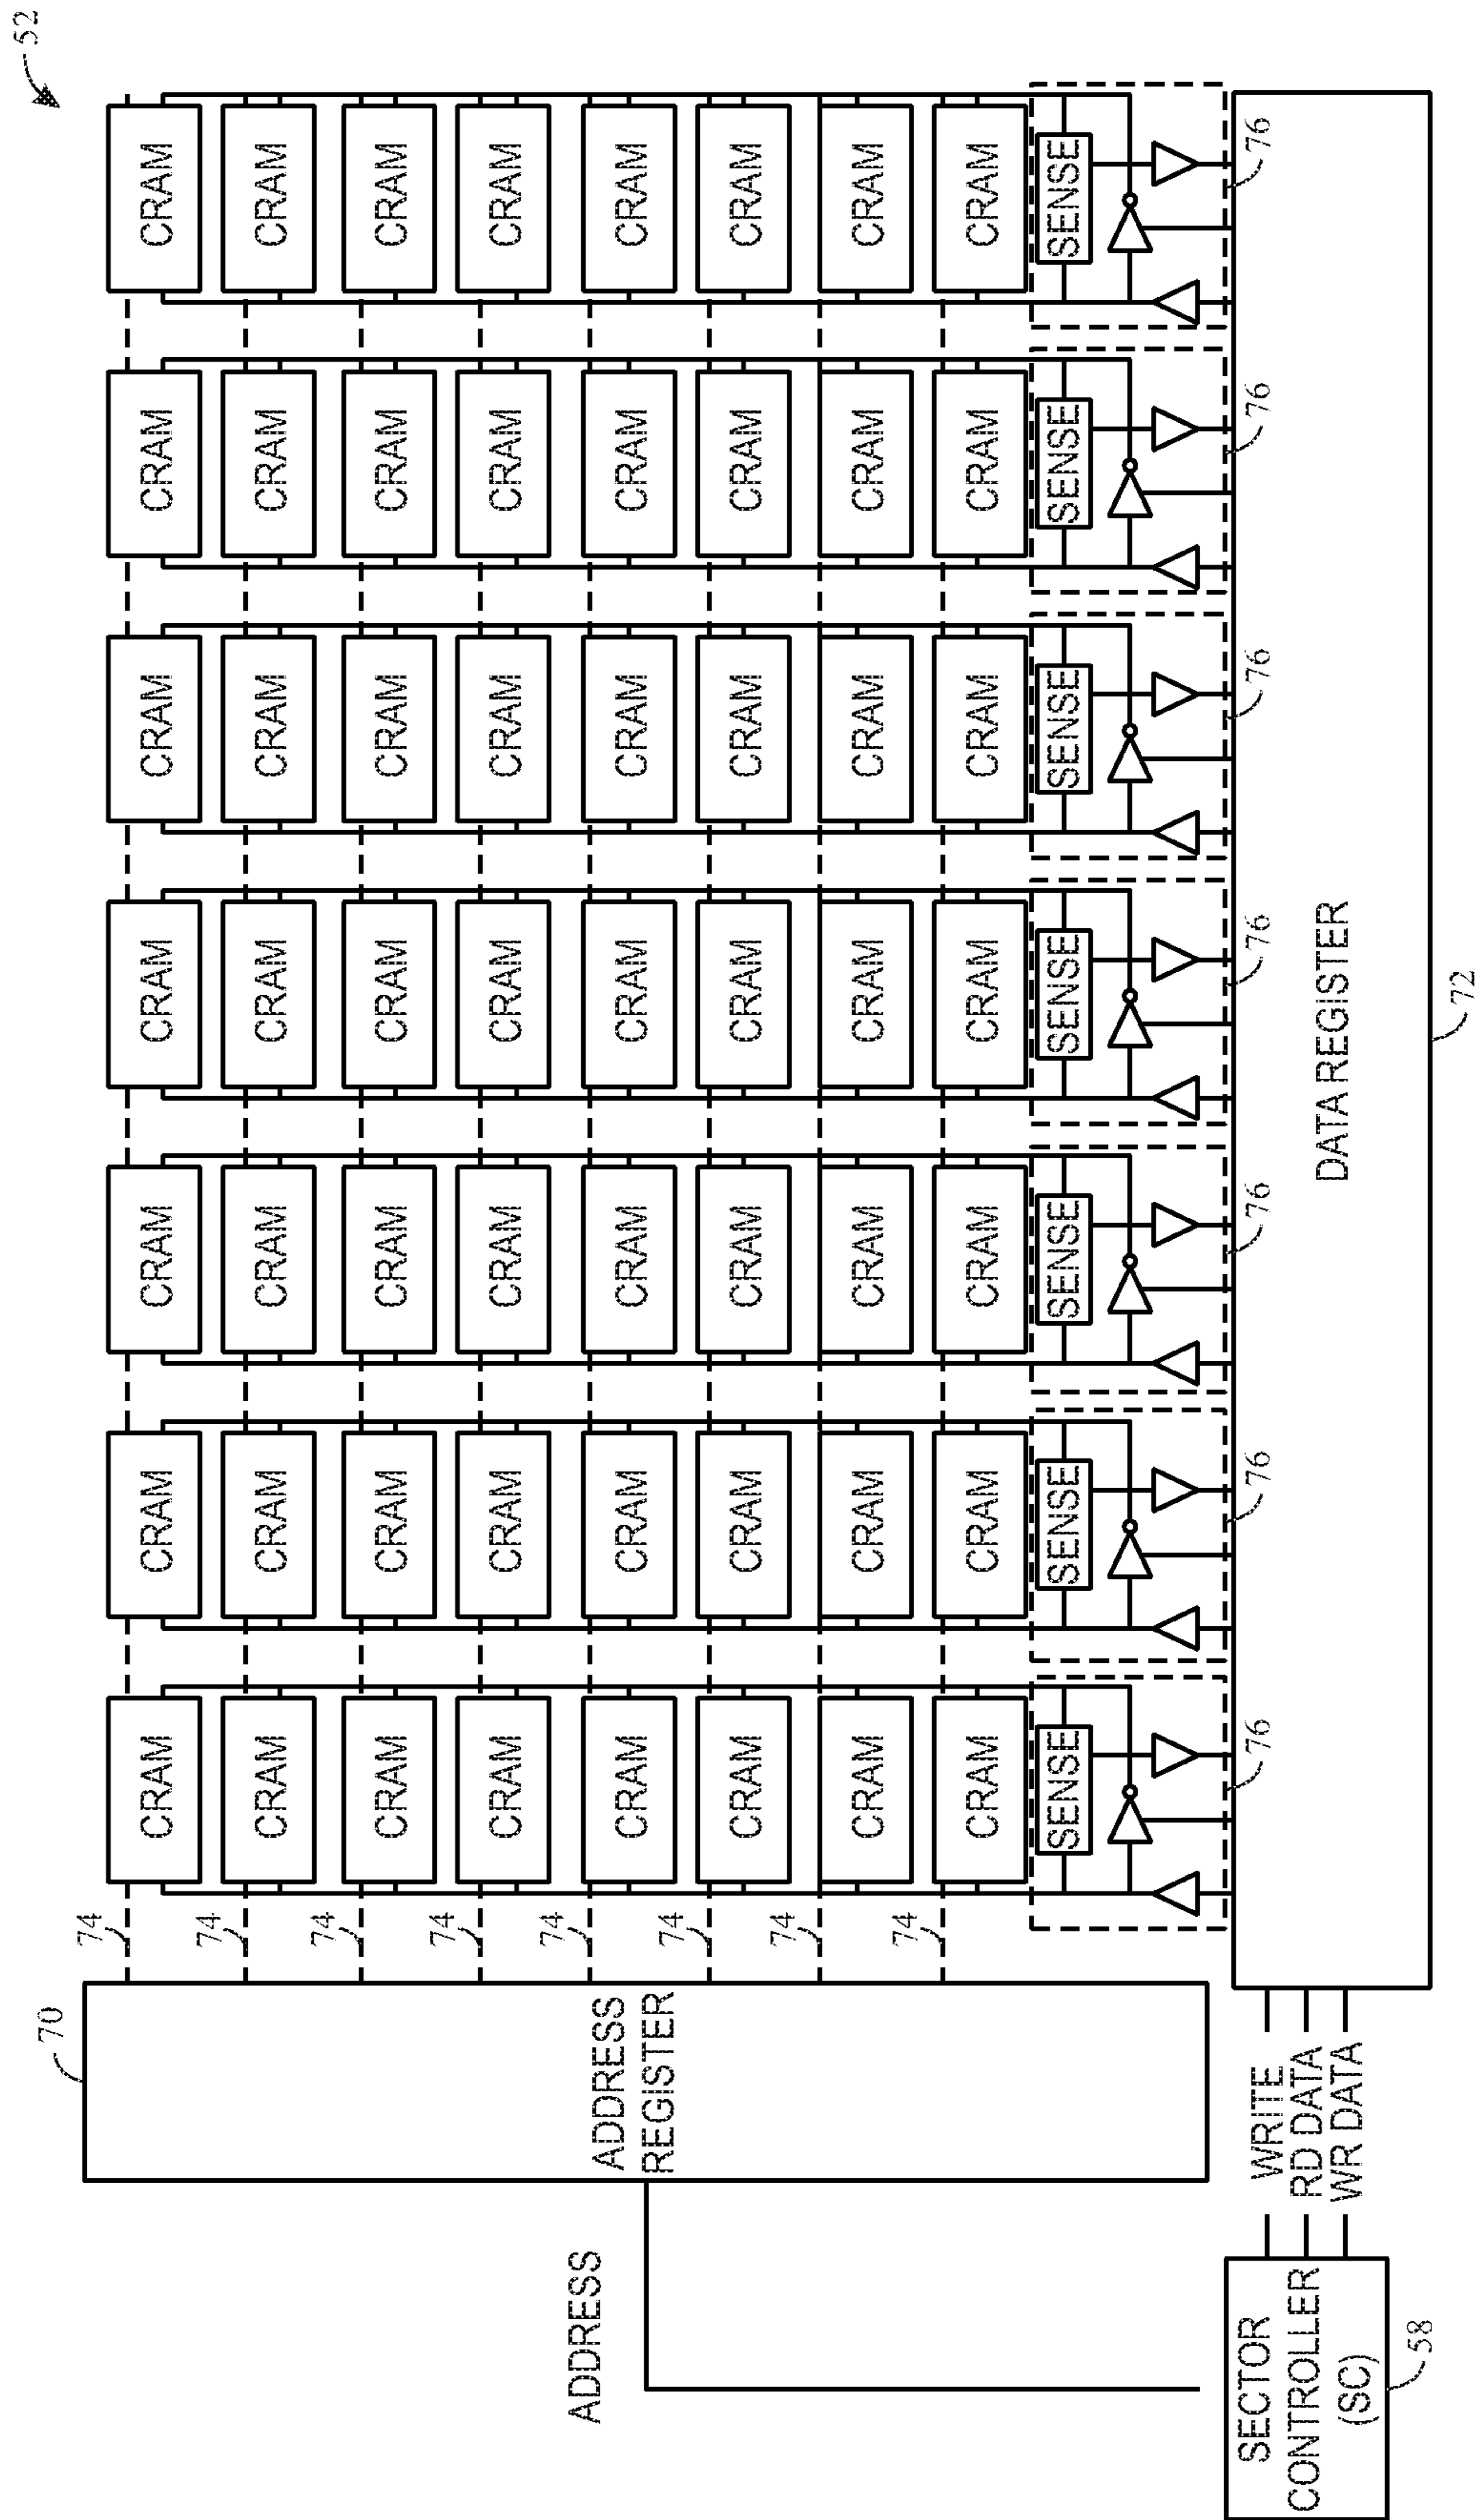 52
70
74
CRAM CRAM CRAM CRAM CRAM CRAM CRAM
74
CRAM CRAM CRAM CRAM CRAM CRAM CRAM
74
CRAM CRAM CRAM CRAM CRAM CRAM CRAM
74
CRAM CRAM CRAM CRAM CRAM CRAM CRAM
74
CRAM CRAM CRAM CRAM CRAM CRAM CRAM
74
CRAM CRAM CRAM CRAM CRAM CRAM CRAM
74
CRAM CRAM CRAM CRAM CRAM CRAM CRAM
74
CRAM CRAM CRAM CRAM CRAM CRAM CRAM
ADDRESS
ADDRESS
REGISTER
SENSE SENSE SENSE SENSE SENSE SENSE SENSE
76 76 76 76 76 76 76
SECTOR
CONTROLLER
(SC)
WRITE
RD DATA
WR DATA
DATA REGISTER
58
72